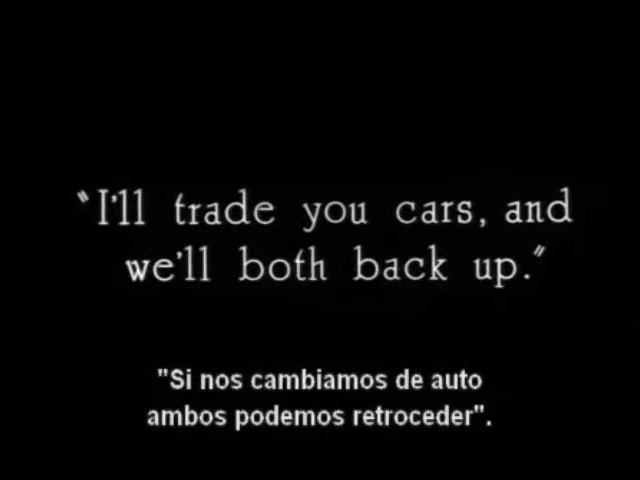 "I'll trade you cars, and
we'll both back up."
"Si nos cambiamos de auto
ambos podemos retroceder".